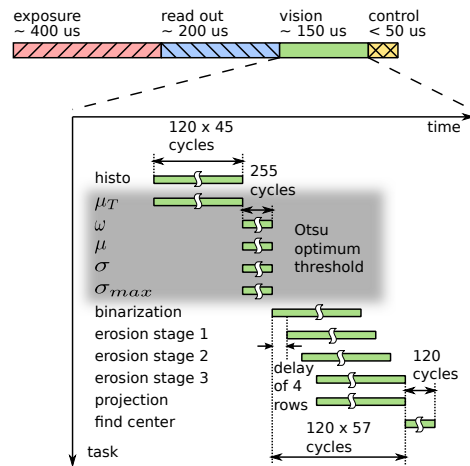 exposure
~ 400 us
read out
~ 200 us
vision
~ 150 us
control
< 50 us
time
120 x 45
cycles
histo
255
cycles
μ_T
ω
μ
σ
σ_max
Otsu
optimum
threshold
binarization
erosion stage 1
erosion stage 2
erosion stage 3
projection
find center
delay
of 4
rows
120
cycles
120 x 57
cycles
task